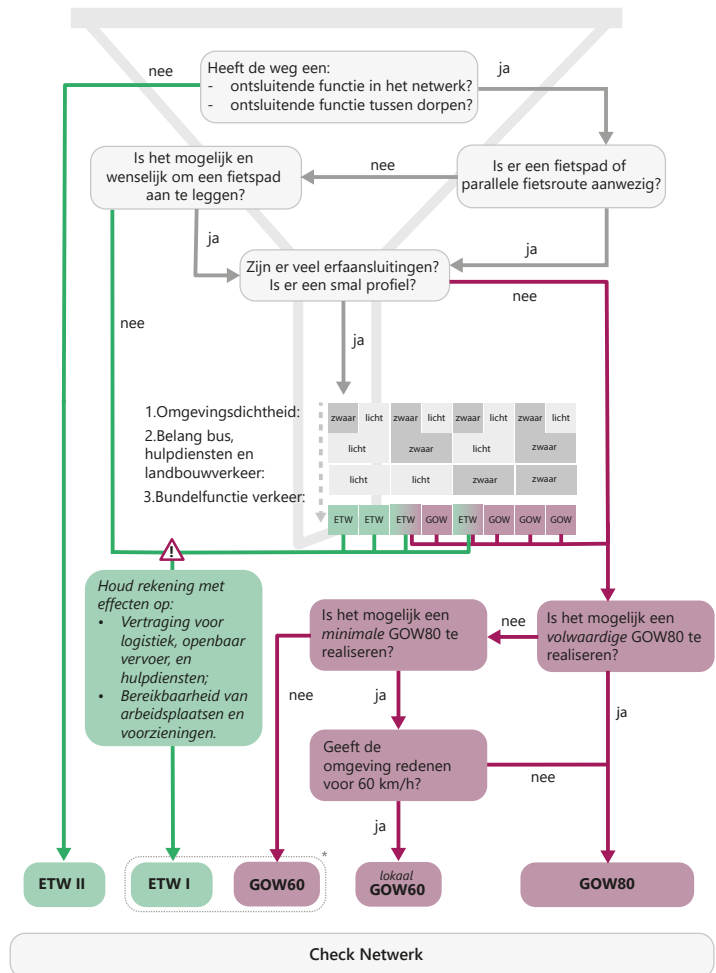 nee
Heeft de weg een:
- ontsluitende functie in het netwerk?
- ontsluitende functie tussen dorpen?
ja
Is het mogelijk en
wenselijk om een fietspad
aan te leggen?
nee
Is er een fietspad of
parallele fietsroute aanwezig?
ja
ja
Zijn er veel erfaansluitingen?
Is er een smal profiel?
nee
nee
ja
1.Omgevingsdichtheid:
zwaar licht zwaar licht zwaar licht zwaar licht
2.Belang bus,
hulpdiensten en
landbouwverkeer:
licht zwaar licht zwaar
licht licht zwaar zwaar
3.Bundelfunctie verkeer:
ETW ETW ETW GOW ETW GOW GOW GOW
!
Houd rekening met
effecten op:
• Vertraging voor
logistiek, openbaar
vervoer, en
hulpdiensten;
• Bereikbaarheid van
arbeidsplaatsen en
voorzieningen.
Is het mogelijk een
minimale GOW80 te
realiseren?
nee
Is het mogelijk een
volwaardige GOW80 te
realiseren?
nee
ja
ja
Geeft de
omgeving redenen
voor 60 km/h?
nee
ja
ETW II
ETW I
GOW60
*
lokaal
GOW60
GOW80
Check Netwerk